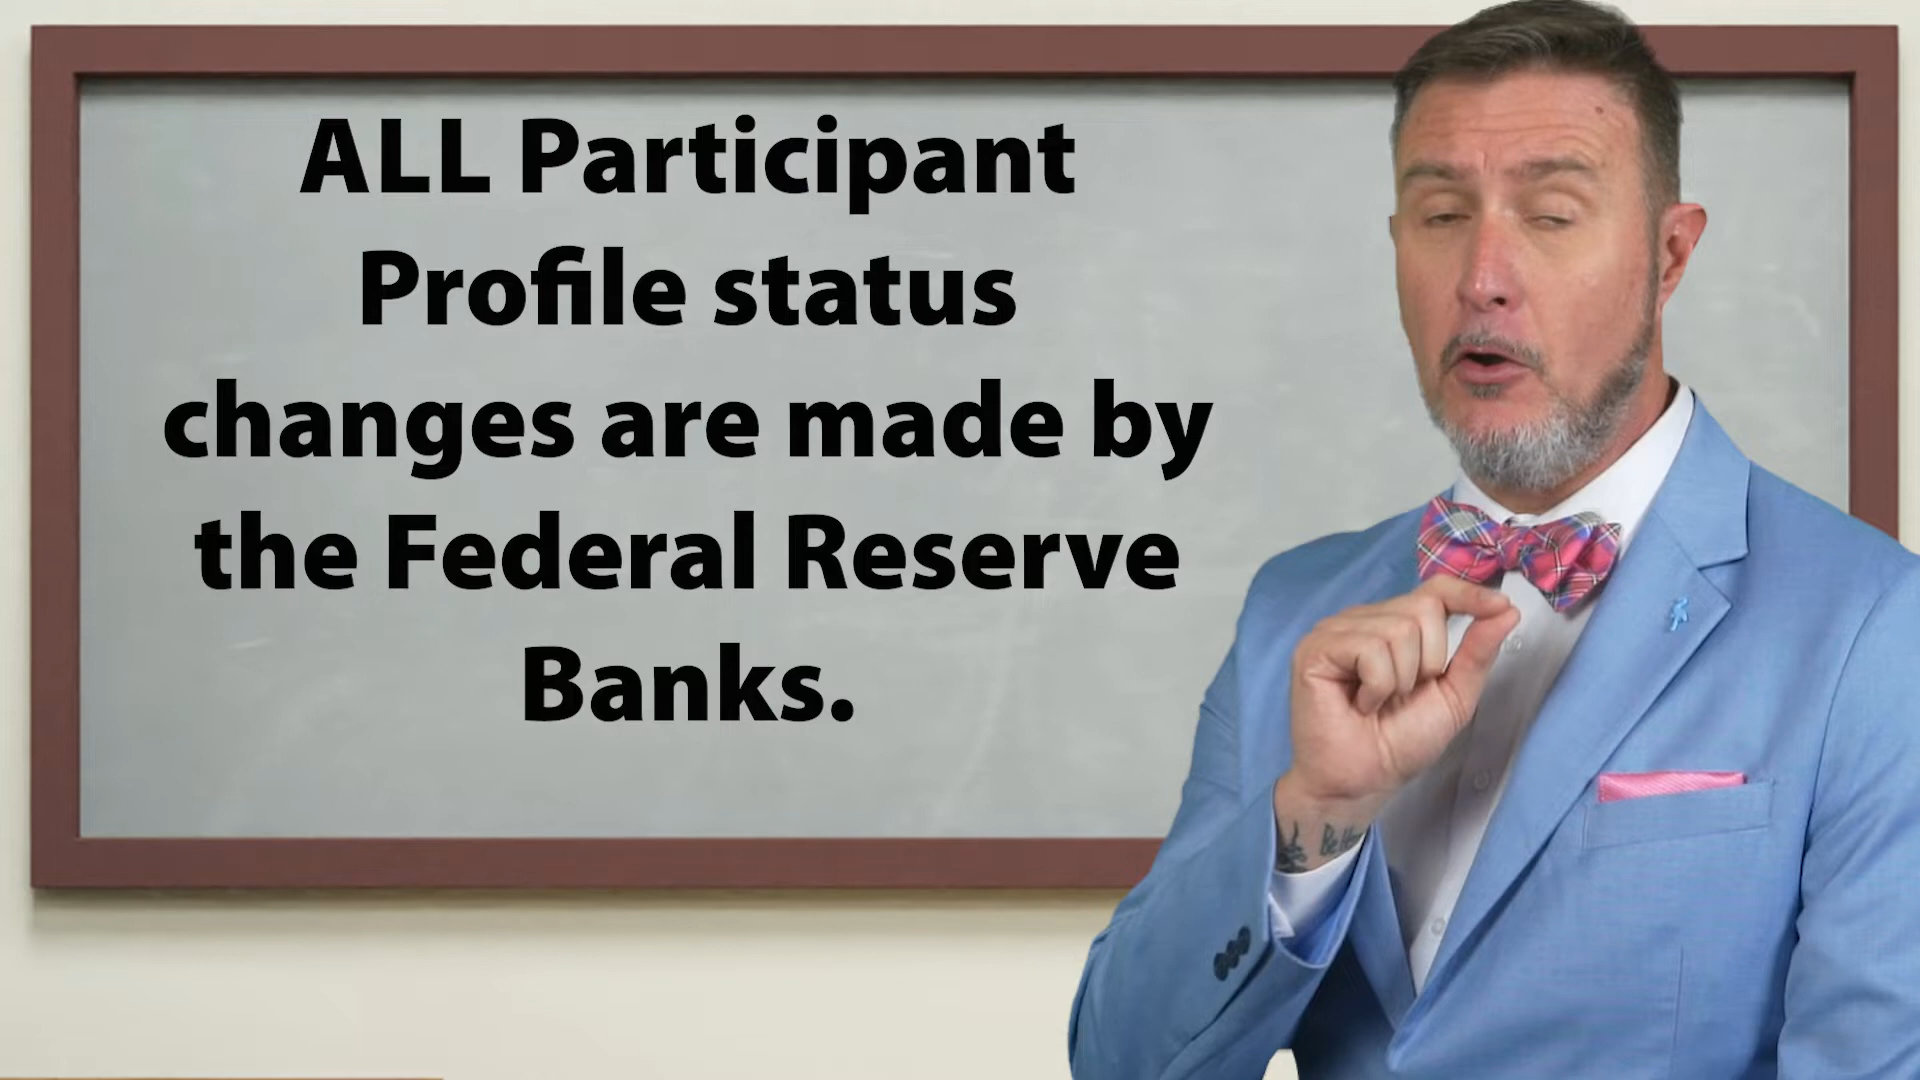 ALL Participant
Profile status
changes are made by
the Federal Reserve
Banks.